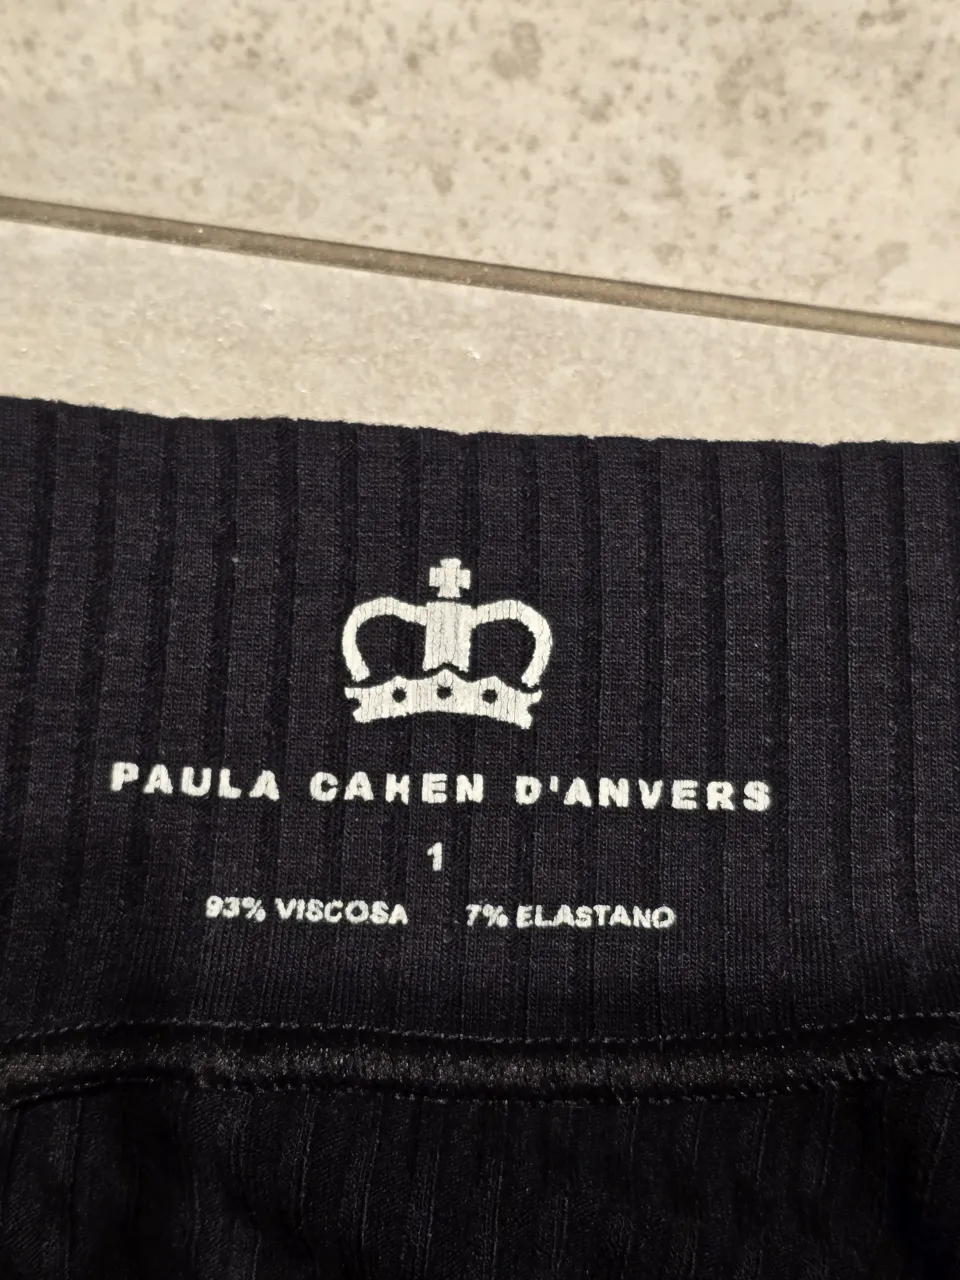 PAULA CAHEN D'ANVERS
1
93% VISCOSA 7% ELASTANO